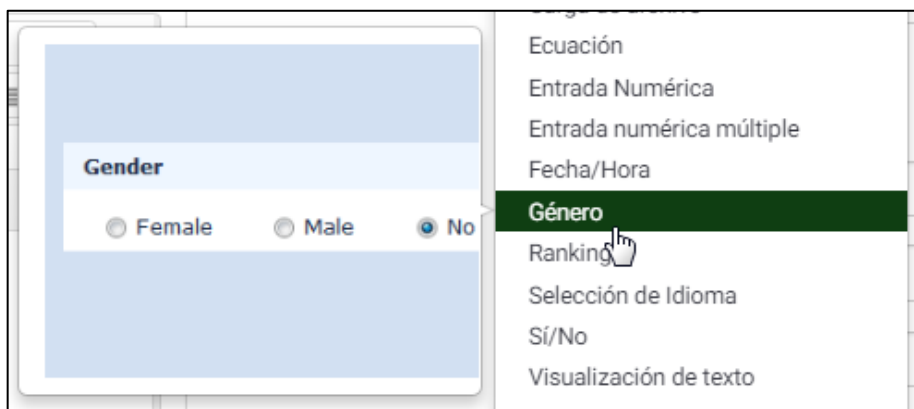 Gender
Female Male No
Ecuación
Entrada Numérica
Entrada numérica múltiple
Fecha/Hora
Género
Ranking
Selección de Idioma
Sí/No
Visualización de texto